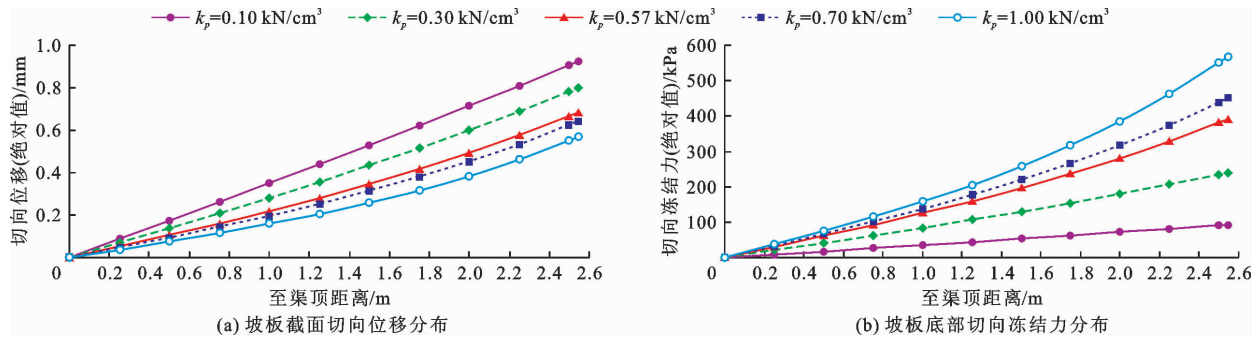 kp=0.10 kN/cm³ kp=0.30 kN/cm³ kp=0.57 kN/cm³ kp=0.70 kN/cm³ kp=1.00 kN/cm³
切向位移(绝对值)/mm
1.0
0.8
0.6
0.4
0.2
0 0.2 0.4 0.6 0.8 1.0 1.2 1.4 1.6 1.8 2.0 2.2 2.4 2.6
至渠顶距离/m
(a) 坡板截面切向位移分布
切向冻结力(绝对值)/kPa
600
500
400
300
200
100
0 0.2 0.4 0.6 0.8 1.0 1.2 1.4 1.6 1.8 2.0 2.2 2.4 2.6
至渠顶距离/m
(b) 坡板底部切向冻结力分布